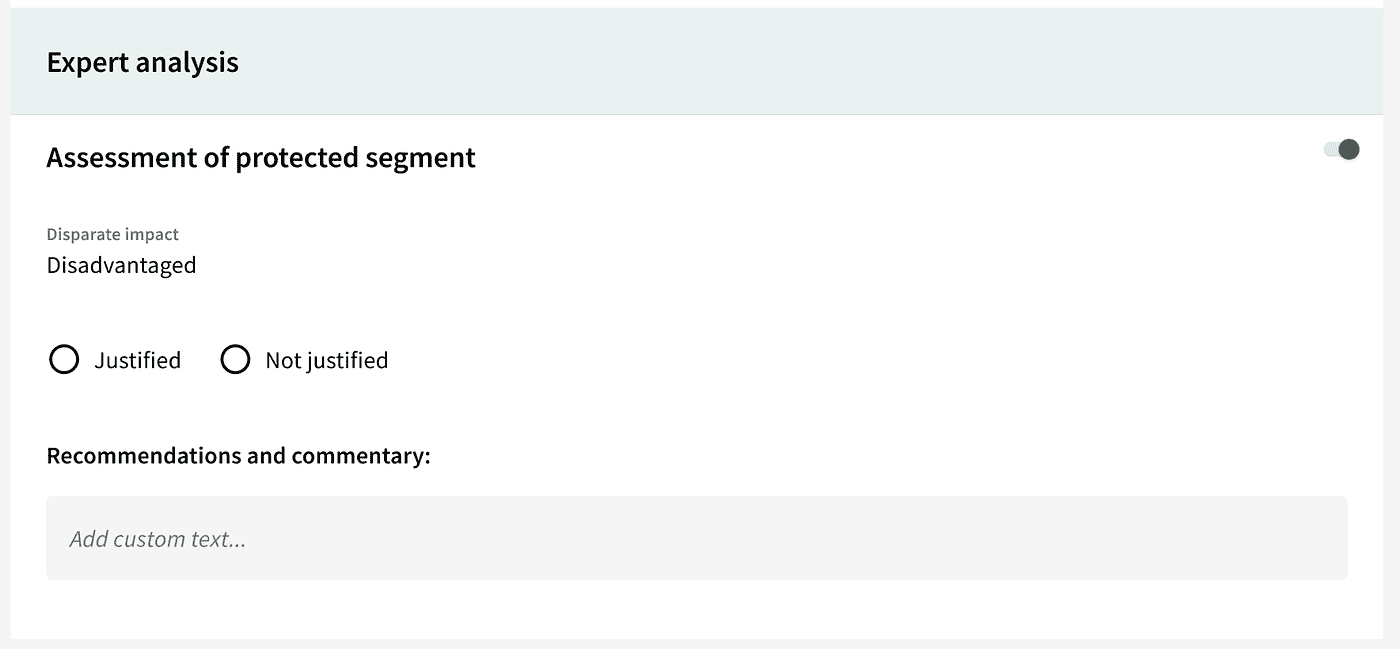 Expert analysis
Assessment of protected segment
Disparate impact
Disadvantaged
Justified Not justified
Recommendations and commentary:
Add custom text...